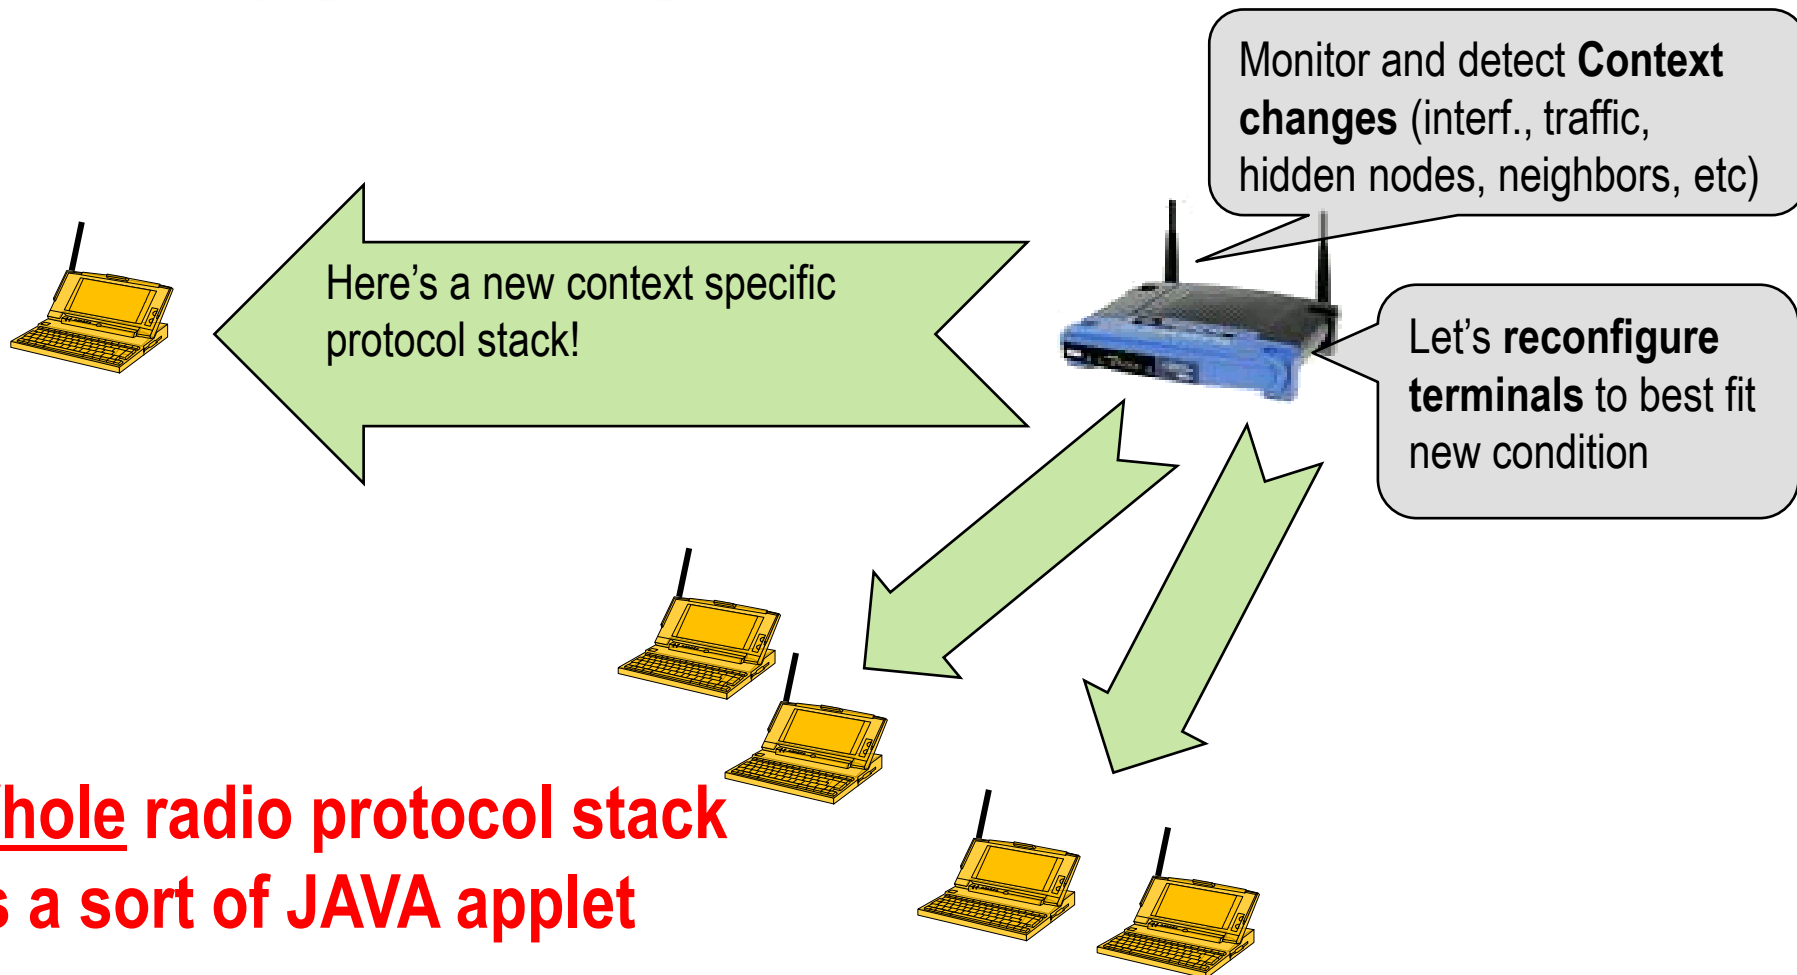 Monitor and detect Context
changes (interf., traffic,
hidden nodes, neighbors, etc)
Here's a new context specific
protocol stack!
Let's reconfigure
terminals to best fit
new condition
hole radio protocol stack
s a sort of JAVA applet